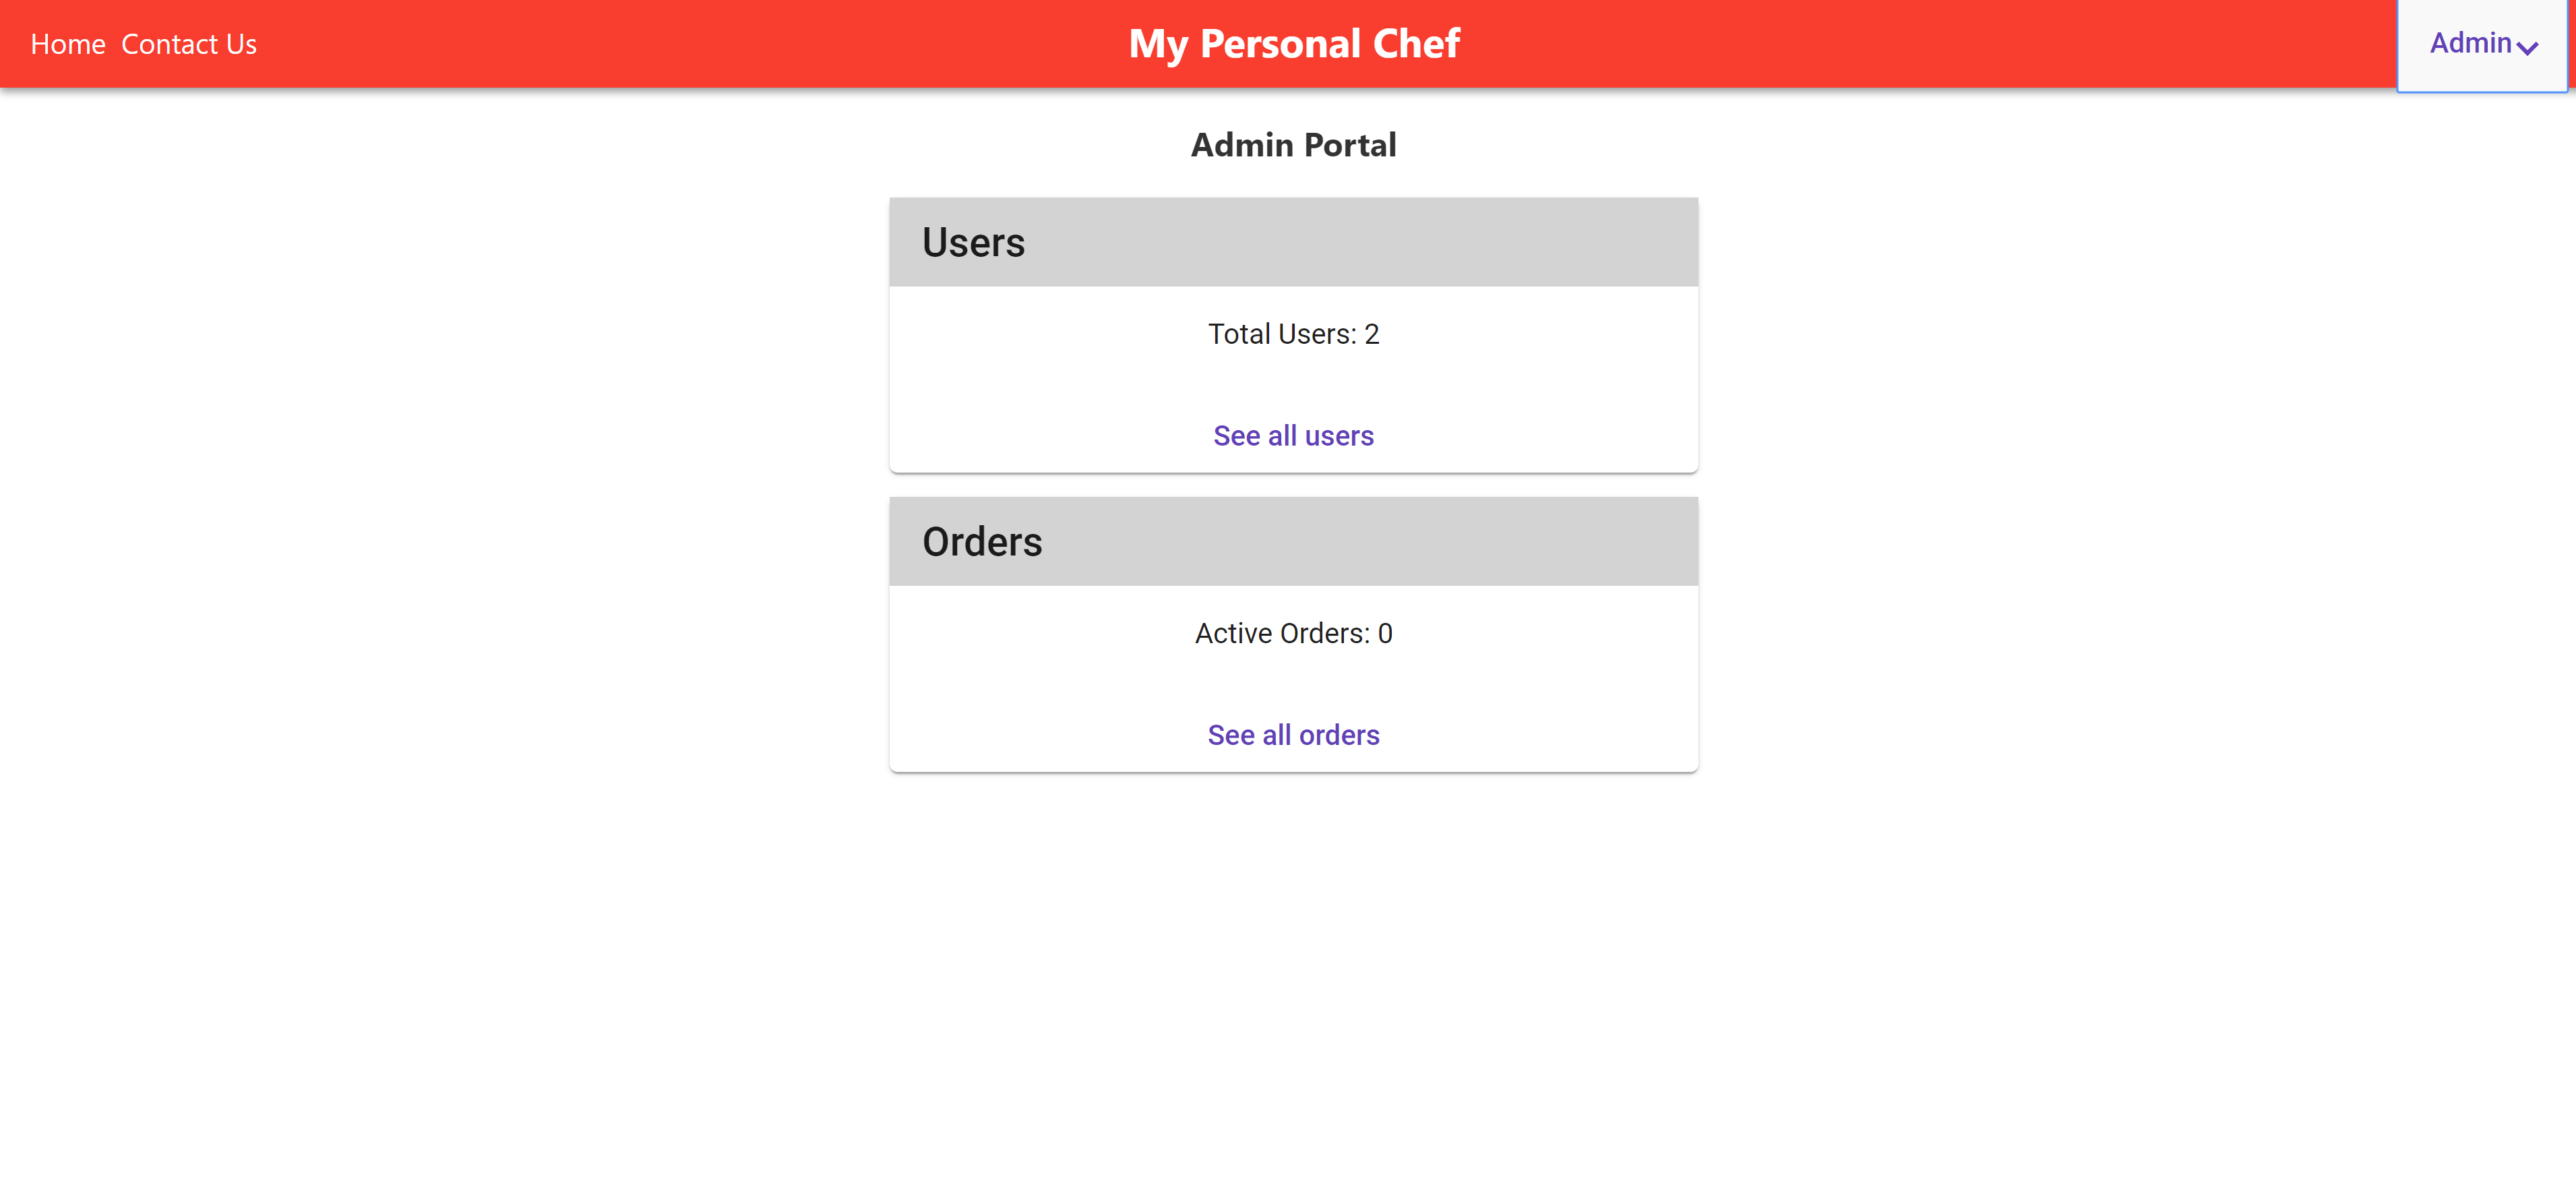 Home Contact Us My Personal Chef Admin
Admin Portal
Users
Total Users: 2
See all users
Orders
Active Orders: 0
See all orders